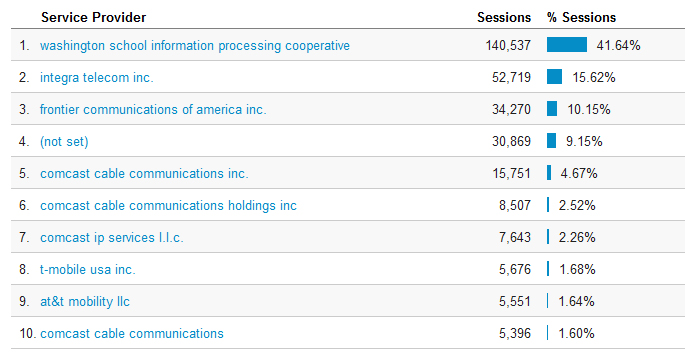 Service Provider Sessions % Sessions
1. washington school information processing cooperative 140,537 41.64%
2. integra telecom inc. 52,719 15.62%
3. frontier communications of america inc. 34,270 10.15%
4. (not set) 30,869 9.15%
5. comcast cable communications inc. 15,751 4.67%
6. comcast cable communications holdings inc 8,507 2.52%
7. comcast ip services l.l.c. 7,643 2.26%
8. t-mobile usa inc. 5,676 1.68%
9. at&t mobility llc 5,551 1.64%
10. comcast cable communications 5,396 1.60%